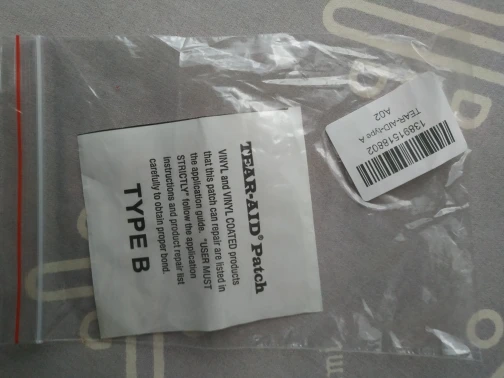 TEAR-AID® Patch
VINYL and VINYL COATED products
that this patch can repair are listed in
the application guide. "USER MUST
STRICTLY" follow the application
instructions and product repair list
carefully to obtain proper bond.
TYPE B
13691516802
TEAR-AID-type A
A02